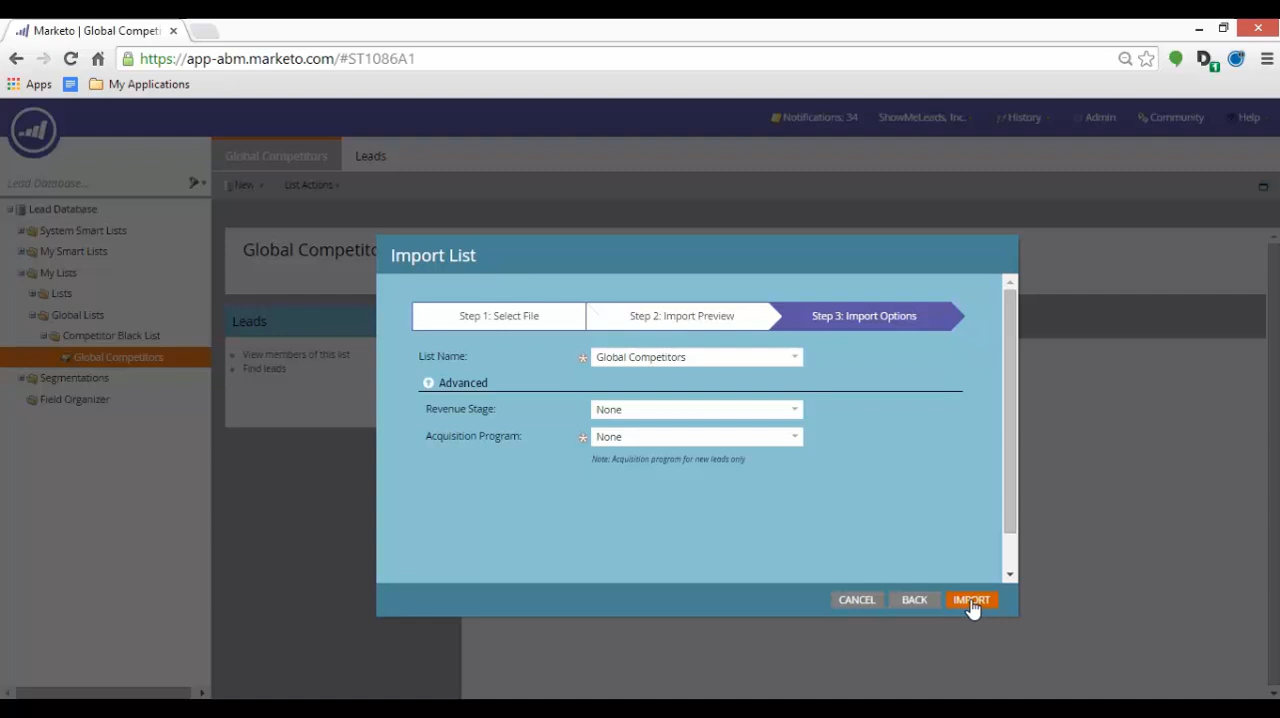 Marketo | Global Competi
https://app-abm.marketo.com/#ST1086A1
Apps
My Applications
Notifications: 34
ShowMeLeads, Inc.
History
Admin
Community
Help
Global Competitors
Leads
Lead Database...
New
List Actions
Lead Database
System Smart Lists
My Smart Lists
My Lists
Lists
Global Lists
Competitor Black List
Global Competitors
Segmentations
Field Organizer
Global Competito
Leads
View members of this list
Find leads
Import List
Step 1: Select File
Step 2: Import Preview
Step 3: Import Options
List Name:
Global Competitors
Advanced
Revenue Stage:
None
Acquisition Program:
None
Note: Acquisition program for new leads only
CANCEL
BACK
IMPORT